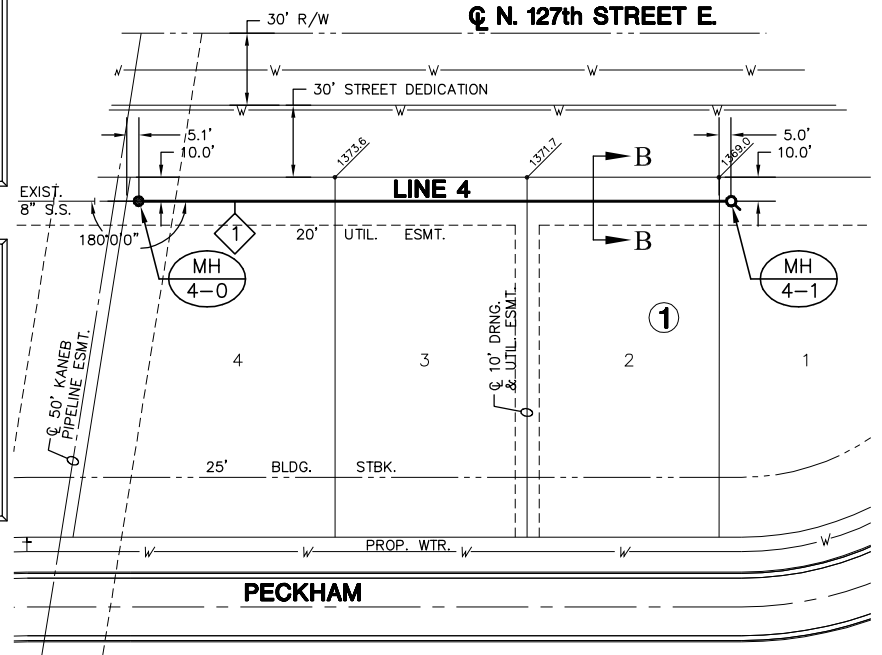 ℄ N. 127th STREET E.
30' R/W
W W W W W
30' STREET DEDICATION
W W W W
5.1'
10.0'
1373.6
1371.7
1369.0
5.0'
10.0'
B
B
EXIST.
8" S.S.
LINE 4
180°0'0"
1
20' UTIL. ESMT.
MH
4-0
MH
4-1
1
℄ 10' DRNG.
& UTIL. ESMT.
4
3
2
1
℄ 50' KANEB
PIPELINE ESMT.
25' BLDG. STBK.
W W PROP. WTR. W W W
PECKHAM